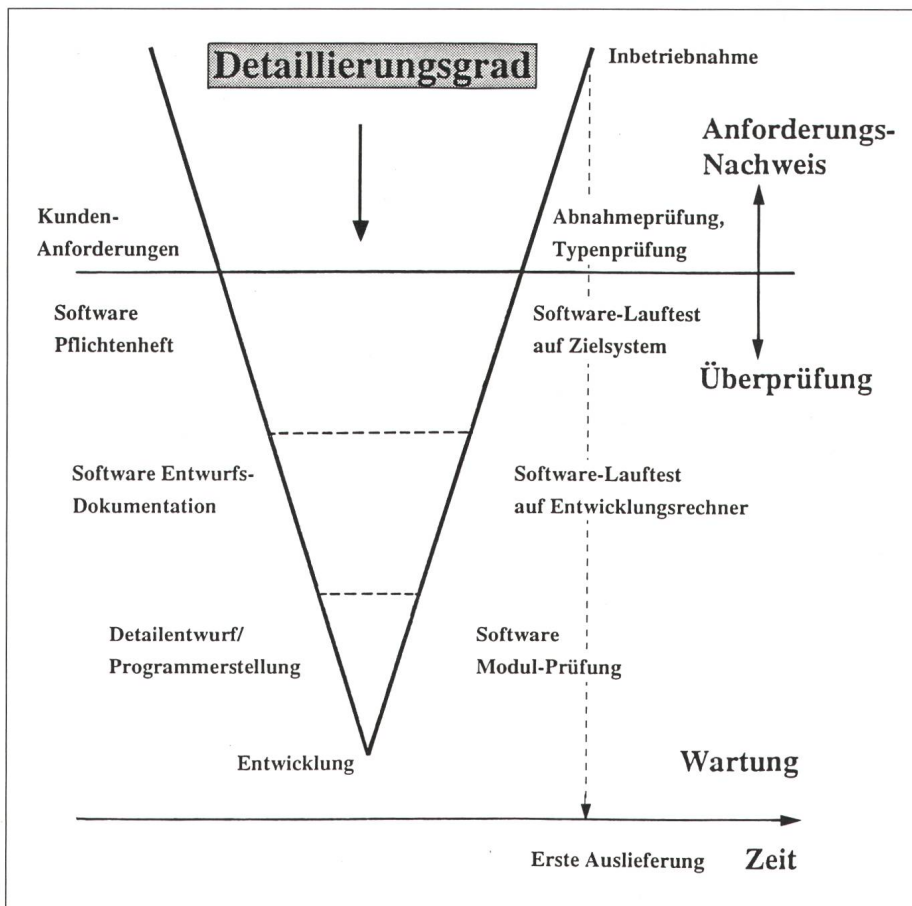 Detaillierungsgrad
Inbetriebnahme
Anforderungs-
Nachweis
Kunden-
Anforderungen
Abnahmeprüfung,
Typenprüfung
Software
Pflichtenheft
Software-Lauftest
auf Zielsystem
Überprüfung
Software Entwurfs-
Dokumentation
Software-Lauftest
auf Entwicklungsrechner
Detailentwurf/
Programmerstellung
Software
Modul-Prüfung
Entwicklung
Wartung
Erste Auslieferung
Zeit